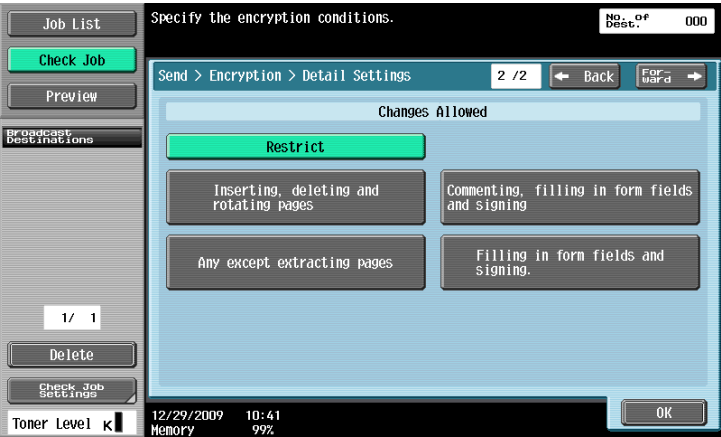 Job List
Check Job
Preview
Broadcast
Destinations
1/ 1
Delete
Check Job
Settings
Toner Level K
Specify the encryption conditions.
No. of
Dest.
000
Send > Encryption > Detail Settings
2 /2
← Back
For-
ward →
Changes Allowed
Restrict
Inserting, deleting and
rotating pages
Commenting, filling in form fields
and signing
Any except extracting pages
Filling in form fields and
signing.
12/29/2009 10:41
Memory 99%
OK